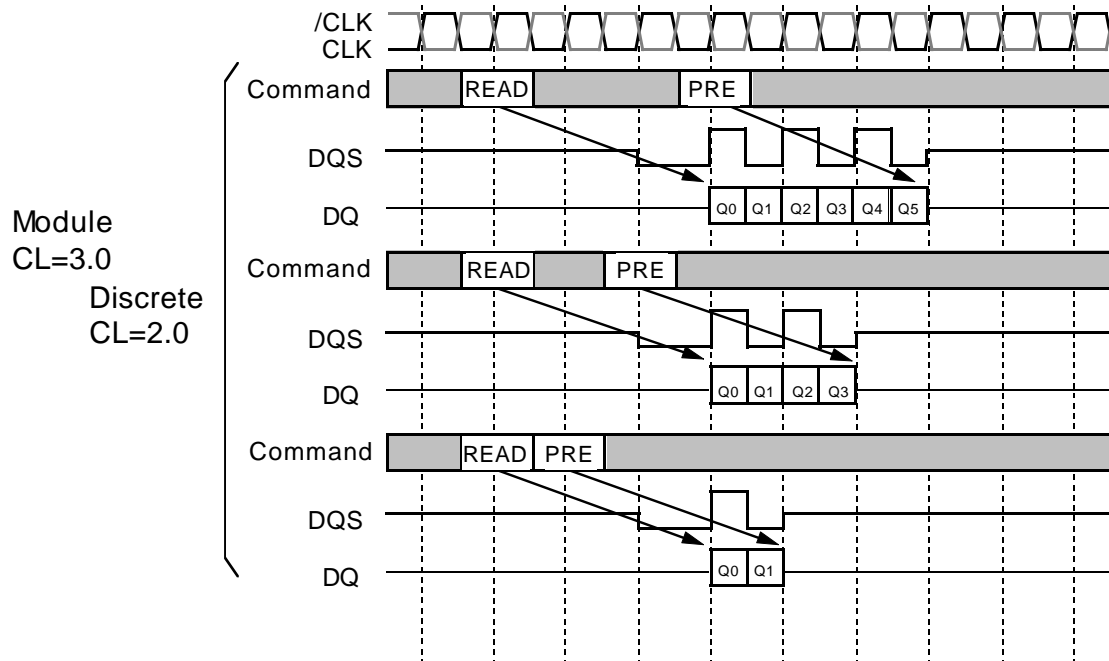 /CLK
CLK
Command READ PRE
DQS
DQ Q0 Q1 Q2 Q3 Q4 Q5
Module
CL=3.0
Discrete
CL=2.0
Command READ PRE
DQS
DQ Q0 Q1 Q2 Q3
Command READ PRE
DQS
DQ Q0 Q1